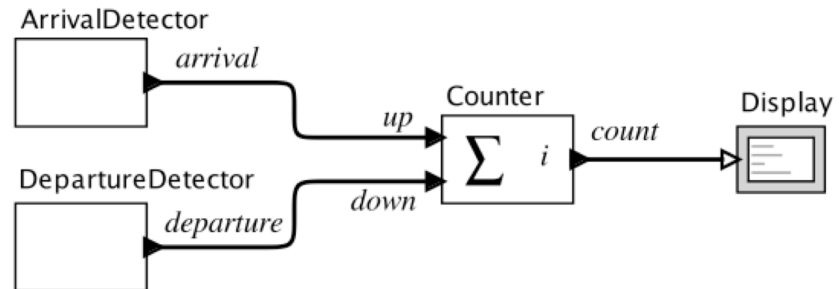 ArrivalDetector
arrival
Counter
Display
up
Σ i
count
DepartureDetector
down
departure